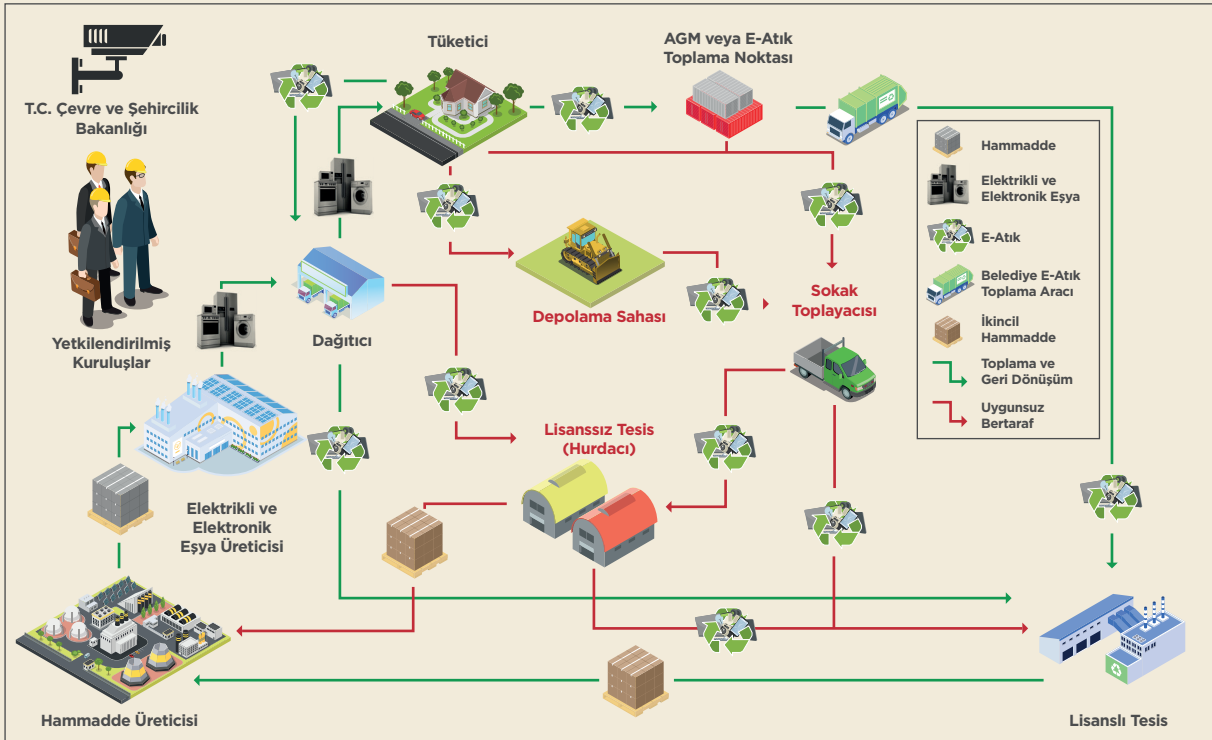 Tüketici
AGM veya E-Atık
Toplama Noktası
T.C. Çevre ve Şehircilik
Bakanlığı
Hammadde
Elektrikli ve
Elektronik Eşya
E-Atık
Belediye E-Atık
Toplama Aracı
İkincil
Hammadde
Toplama ve
Geri Dönüşüm
Uygunsuz
Bertaraf
Yetkilendirilmiş
Kuruluşlar
Dağıtıcı
Depolama Sahası
Sokak
Toplayacısı
Lisanssız Tesis
(Hurdacı)
Elektrikli ve
Elektronik
Eşya Üreticisi
Hammadde Üreticisi
Lisanslı Tesis